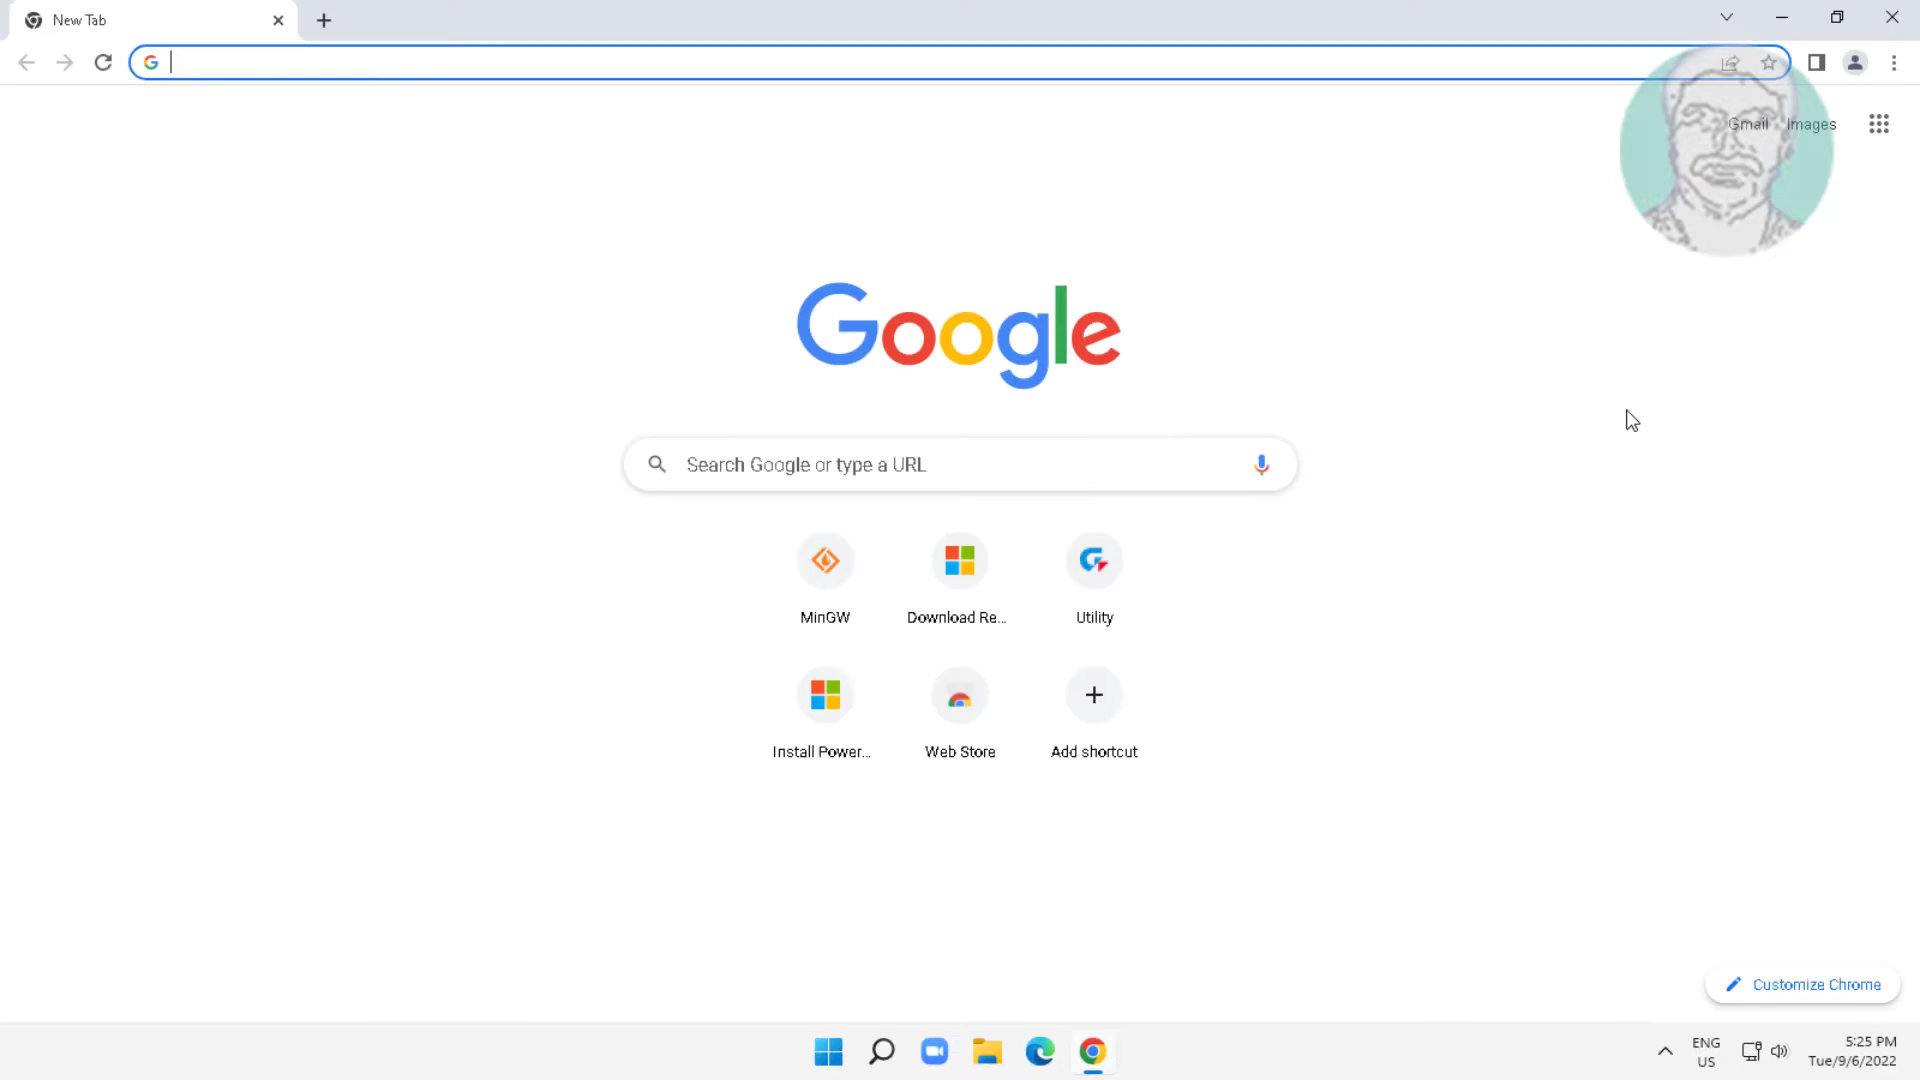 New Tab
Gmail Images
Google
Search Google or type a URL
MinGW Download Re... Utility
Install Power... Web Store Add shortcut
Customize Chrome
ENG 5:25 PM
US Tue/9/6/2022